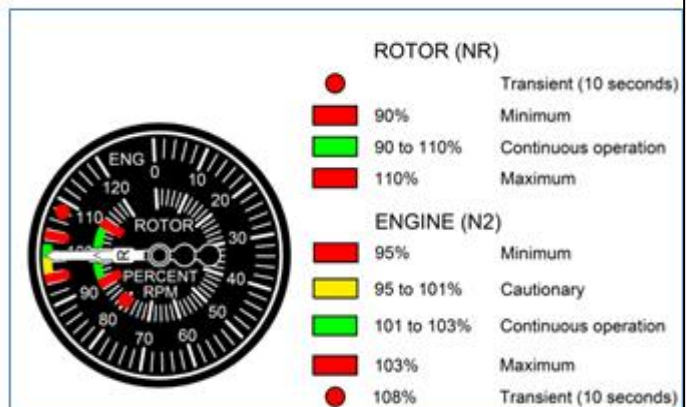 ROTOR (NR)
Transient (10 seconds)
90% Minimum
90 to 110% Continuous operation
110% Maximum
ENGINE (N2)
95% Minimum
95 to 101% Cautionary
101 to 103% Continuous operation
103% Maximum
108% Transient (10 seconds)
ENG
0
10
20
30
40
50
60
70
80
90
110
120
ROTOR
R
PERCENT
RPM